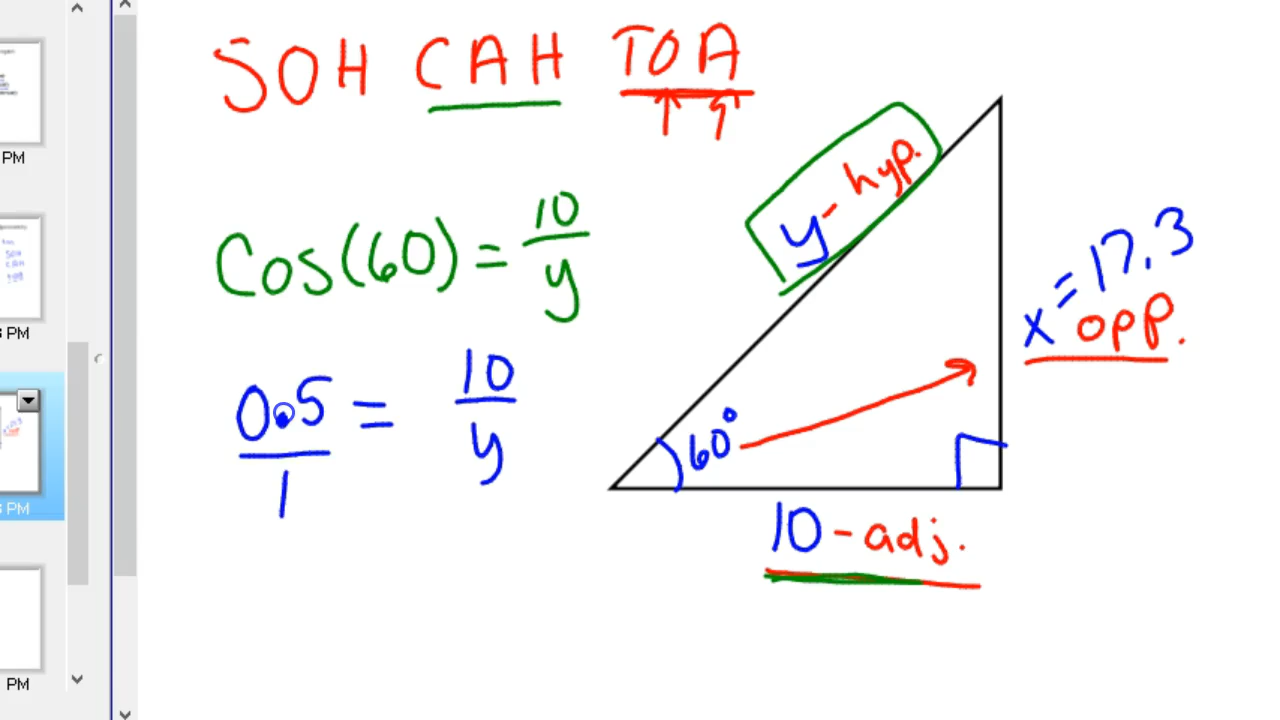 SOH CAH TOA
y - hyp.
Cos(60) = 10/y
x = 17.3
opp.
0.5/1 = 10/y
60°
10 - adj.
PM
PM
PM
PM